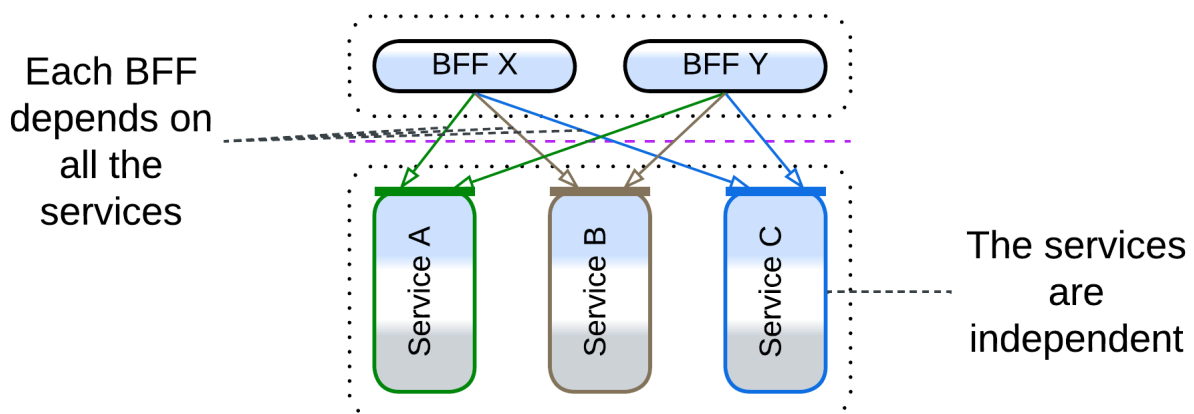 Each BFF
depends on
all the
services
BFF X
BFF Y
Service A
Service B
Service C
The services
are
independent